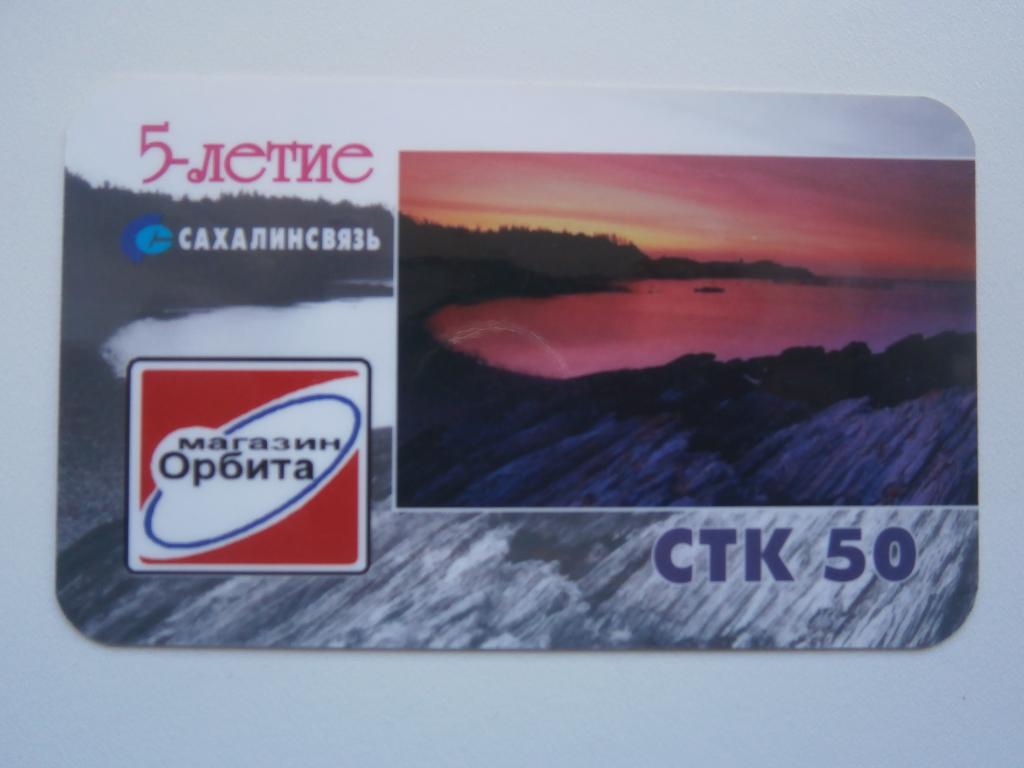 5-летие
САХАЛИНСВЯЗЬ
магазин
Орбита
СТК 50